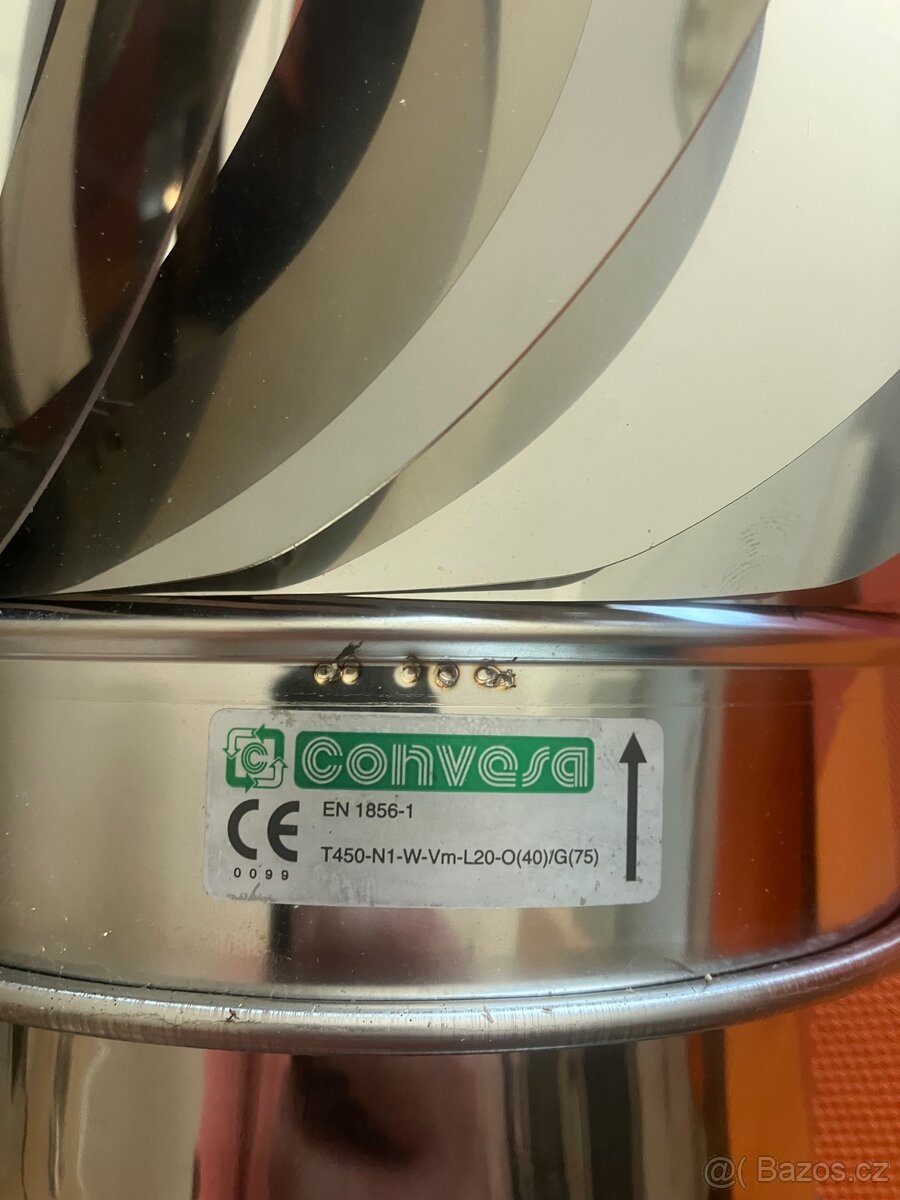 C Convesa
CE EN 1856-1
T450-N1-W-Vm-L20-O(40)/G(75)
0099
@( Bazos.cz